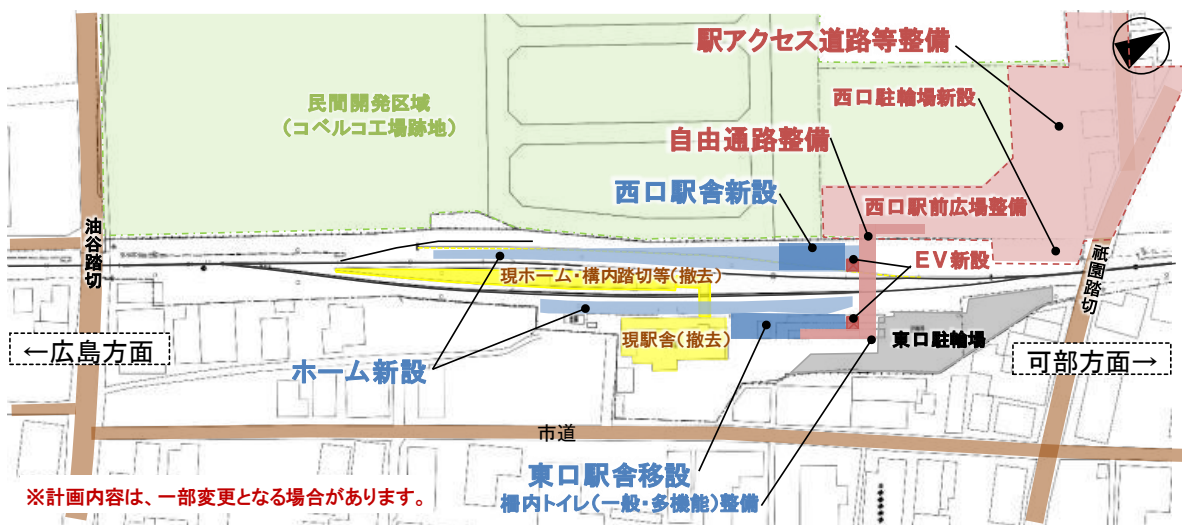 駅アクセス道路等整備
民間開発区域
（コベルコ工場跡地）
西口駐輪場新設
自由通路整備
西口駅舎新設
西口駅前広場整備
油谷踏切
祇園踏切
EV新設
現ホーム・構内踏切等（撤去）
現駅舎（撤去）
東口駐輪場
←広島方面
可部方面→
ホーム新設
市道
東口駅舎移設
柵内トイレ（一般・多機能）整備
※計画内容は、一部変更となる場合があります。